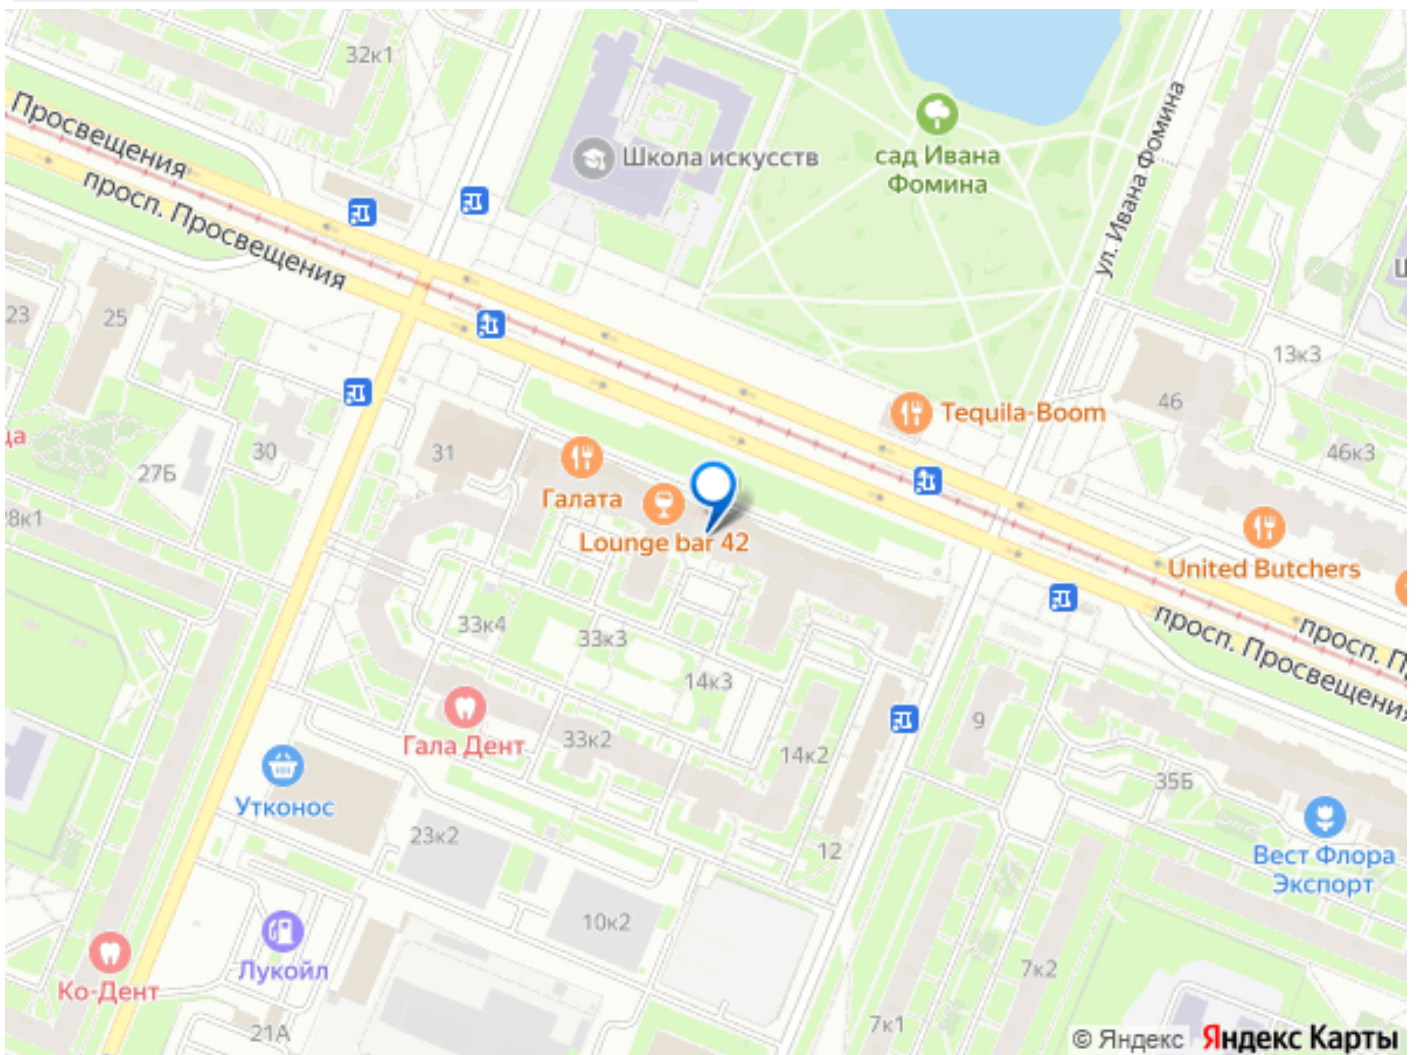 32к1
Просвещения
просп. Просвещения
Школа искусств
сад Ивана
Фомина
ул. Ивана Фомина
23
25
13к3
46
Tequila-Boom
46к3
31
30
27Б
Галата
28к1
Lounge bar 42
United Butchers
33к4
33к3
просп. Просвещения
14к3
9
Гала Дент
33к2
14к2
35Б
Утконос
23к2
12
Вест Флора
Экспорт
10к2
Лукойл
7к2
Ко-Дент
21А
7к1
© Яндекс Яндекс Карты